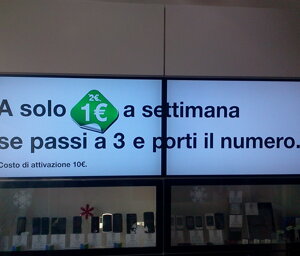 2€
A solo 1€ a settimana
se passi a 3 e porti il numero.
Costo di attivazione 10€.